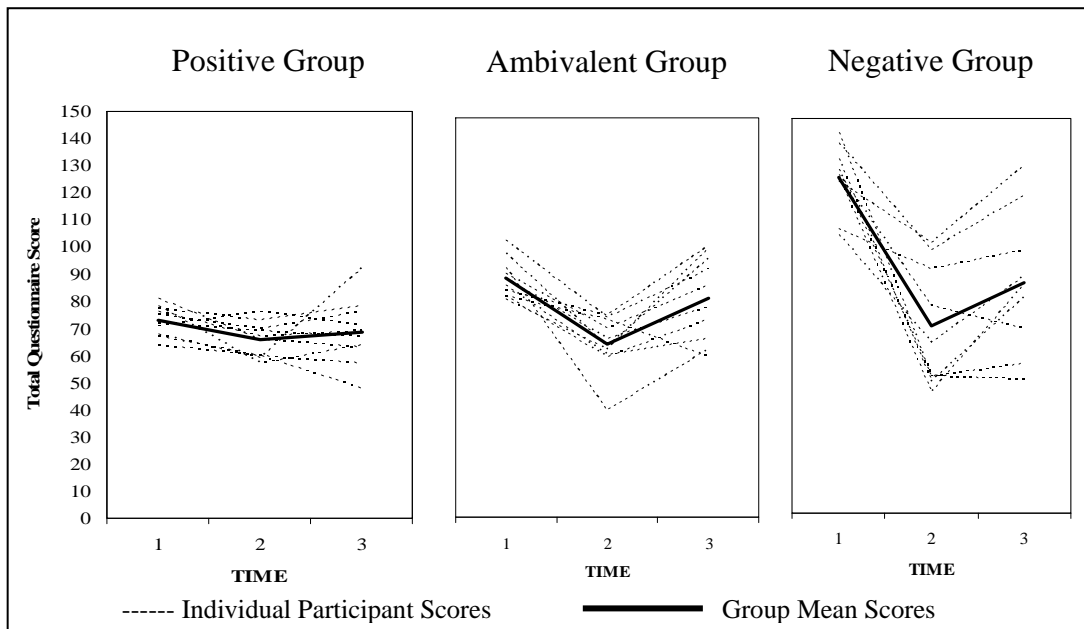 Positive Group
Ambivalent Group
Negative Group
Total Questionnaire Score
150
140
130
120
110
100
90
80
70
60
50
40
30
20
10
0
1 2 3
TIME
1 2 3
TIME
1 2 3
TIME
------ Individual Participant Scores
Group Mean Scores